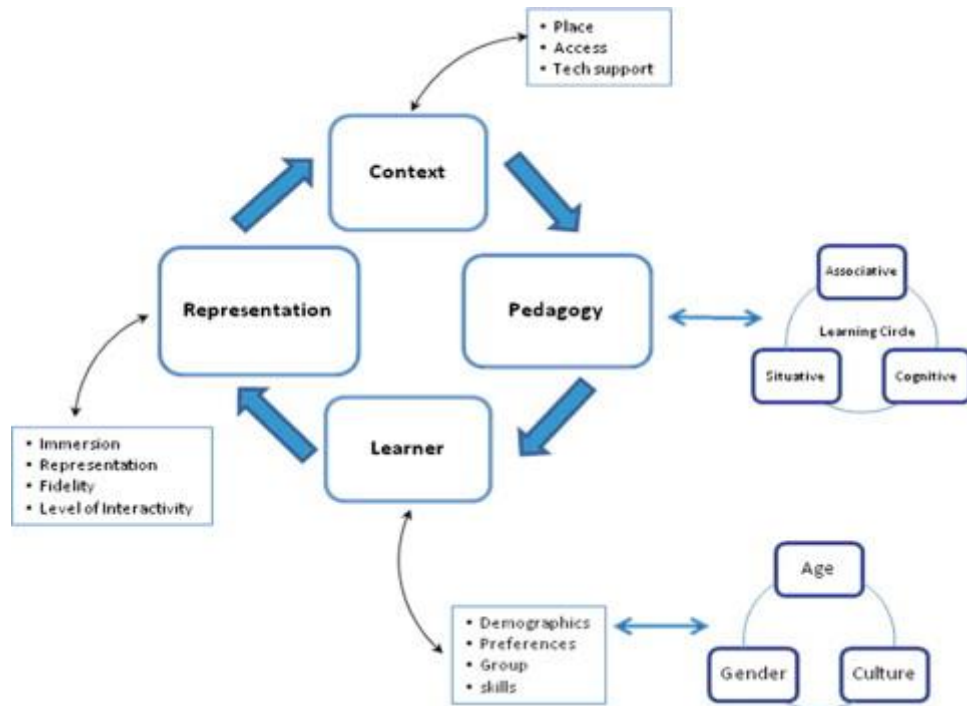 • Place
• Access
• Tech support
Context
Representation
Pedagogy
Associative
Learning Circle
Situative
Cognitive
Learner
• Immersion
• Representation
• Fidelity
• Level of Interactivity
• Demographics
• Preferences
• Group
• skills
Age
Gender
Culture